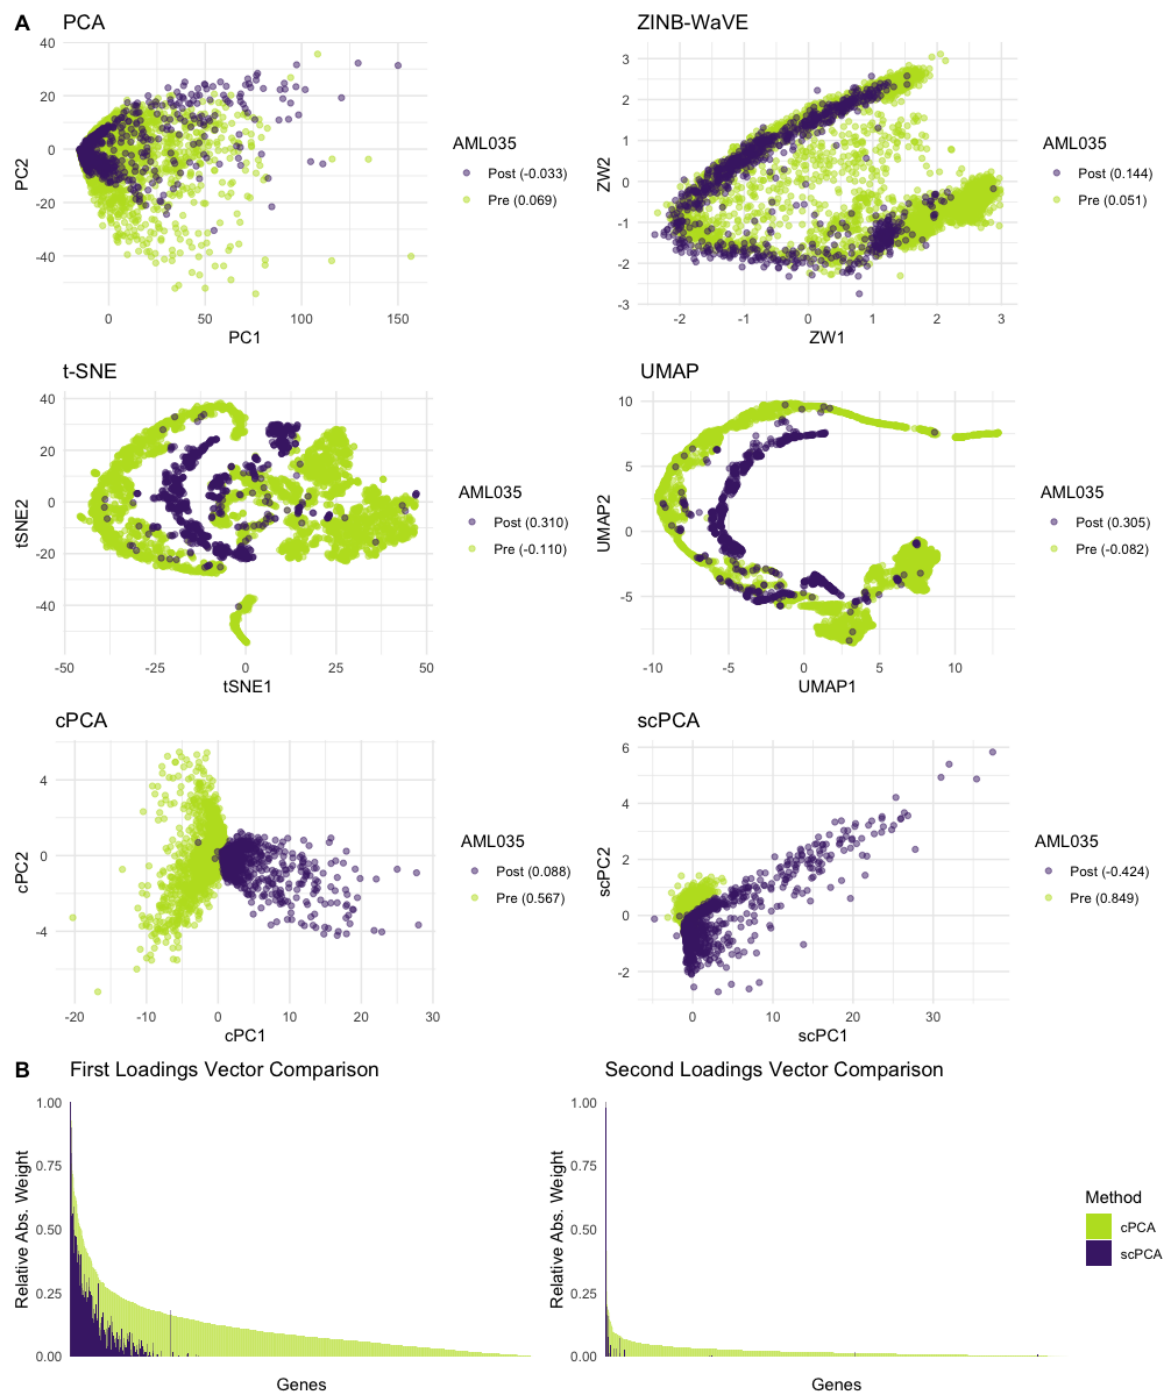 A
PCA
40
20
0
-20
-40
PC2
0
50
100
150
PC1
AML035
Post (-0.033)
Pre (0.069)
ZINB-WaVE
3
2
1
0
-1
-2
-3
ZW2
-2
-1
0
1
2
3
ZW1
AML035
Post (0.144)
Pre (0.051)
t-SNE
40
20
0
-20
-40
tSNE2
-50
-25
0
25
50
tSNE1
AML035
Post (0.310)
Pre (-0.110)
UMAP
10
5
0
-5
UMAP2
-10
-5
0
5
10
UMAP1
AML035
Post (0.305)
Pre (-0.082)
cPCA
4
0
-4
cPC2
-20
-10
0
10
20
30
cPC1
AML035
Post (0.088)
Pre (0.567)
scPCA
6
4
2
0
-2
scPC2
0
10
20
30
scPC1
AML035
Post (-0.424)
Pre (0.849)
B
First Loadings Vector Comparison
1.00
0.75
0.50
0.25
0.00
Relative Abs. Weight
Genes
Second Loadings Vector Comparison
1.00
0.75
0.50
0.25
0.00
Relative Abs. Weight
Genes
Method
cPCA
scPCA